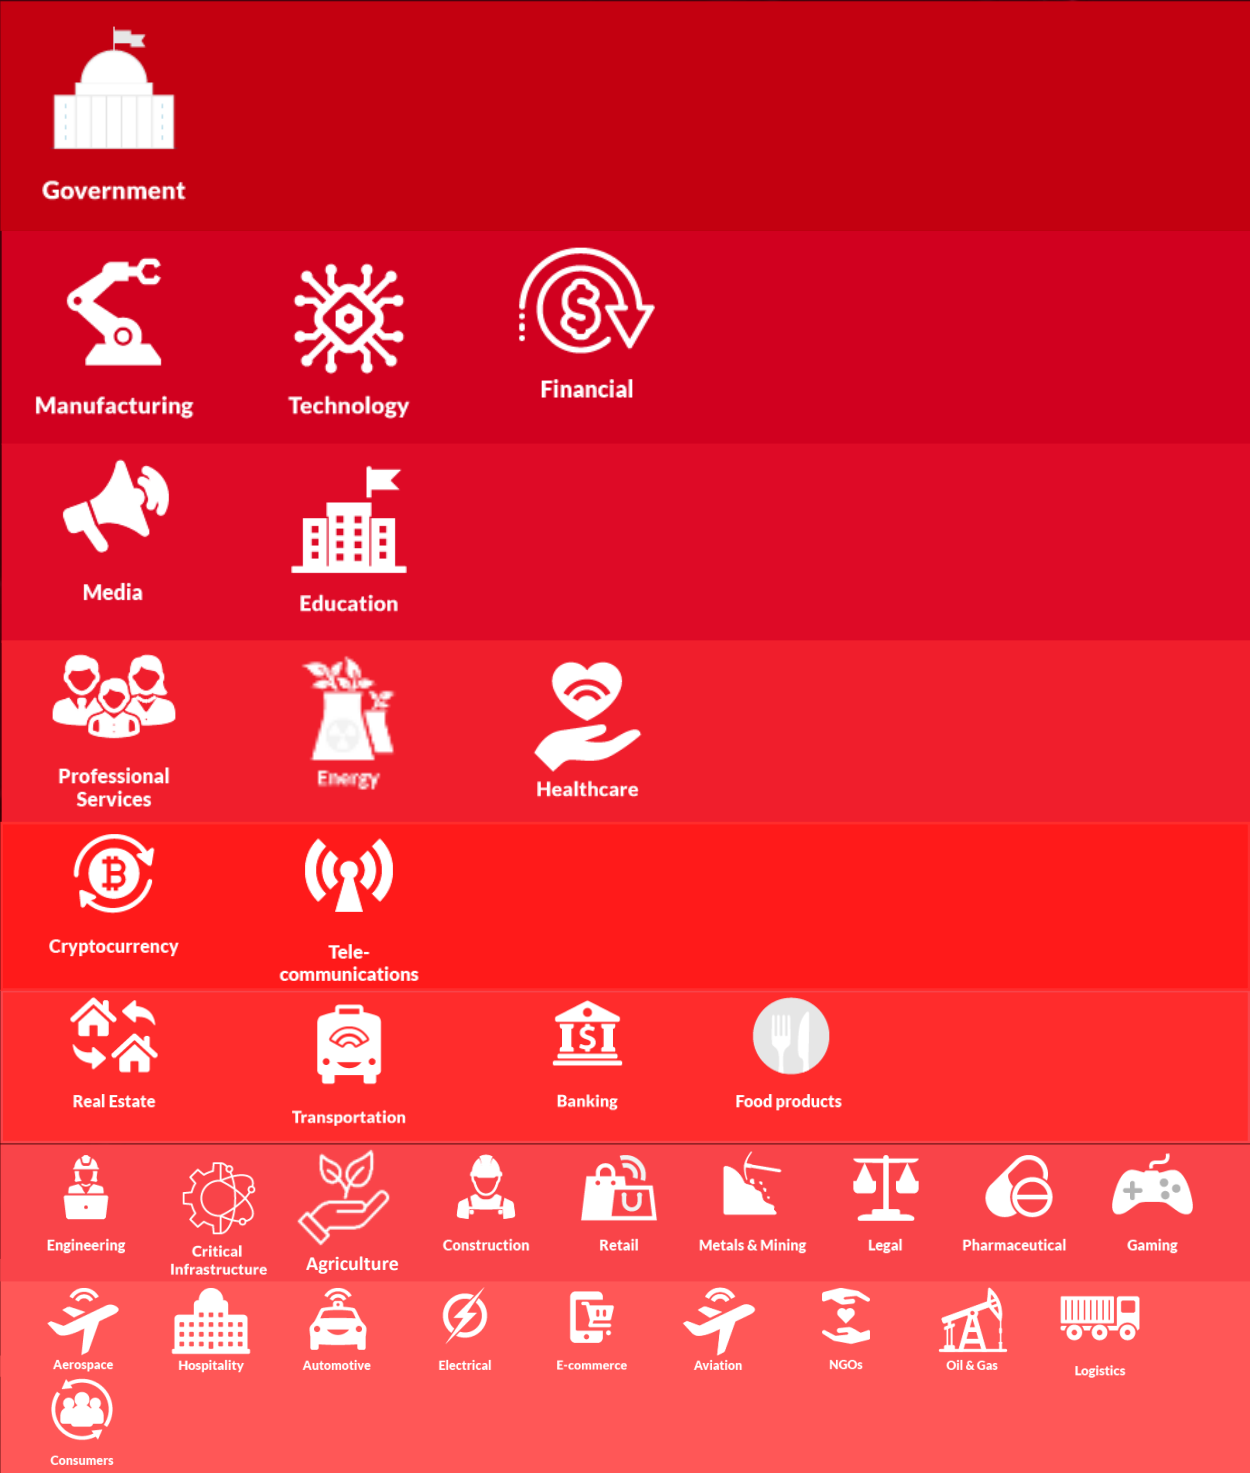 Government
Manufacturing
Technology
Financial
Media
Education
Professional
Services
Energy
Healthcare
Cryptocurrency
Tele-
communications
Real Estate
Transportation
Banking
Food products
Engineering
Critical
Infrastructure
Agriculture
Construction
Retail
Metals & Mining
Legal
Pharmaceutical
Gaming
Aerospace
Hospitality
Automotive
Electrical
E-commerce
Aviation
NGOs
Oil & Gas
Logistics
Consumers